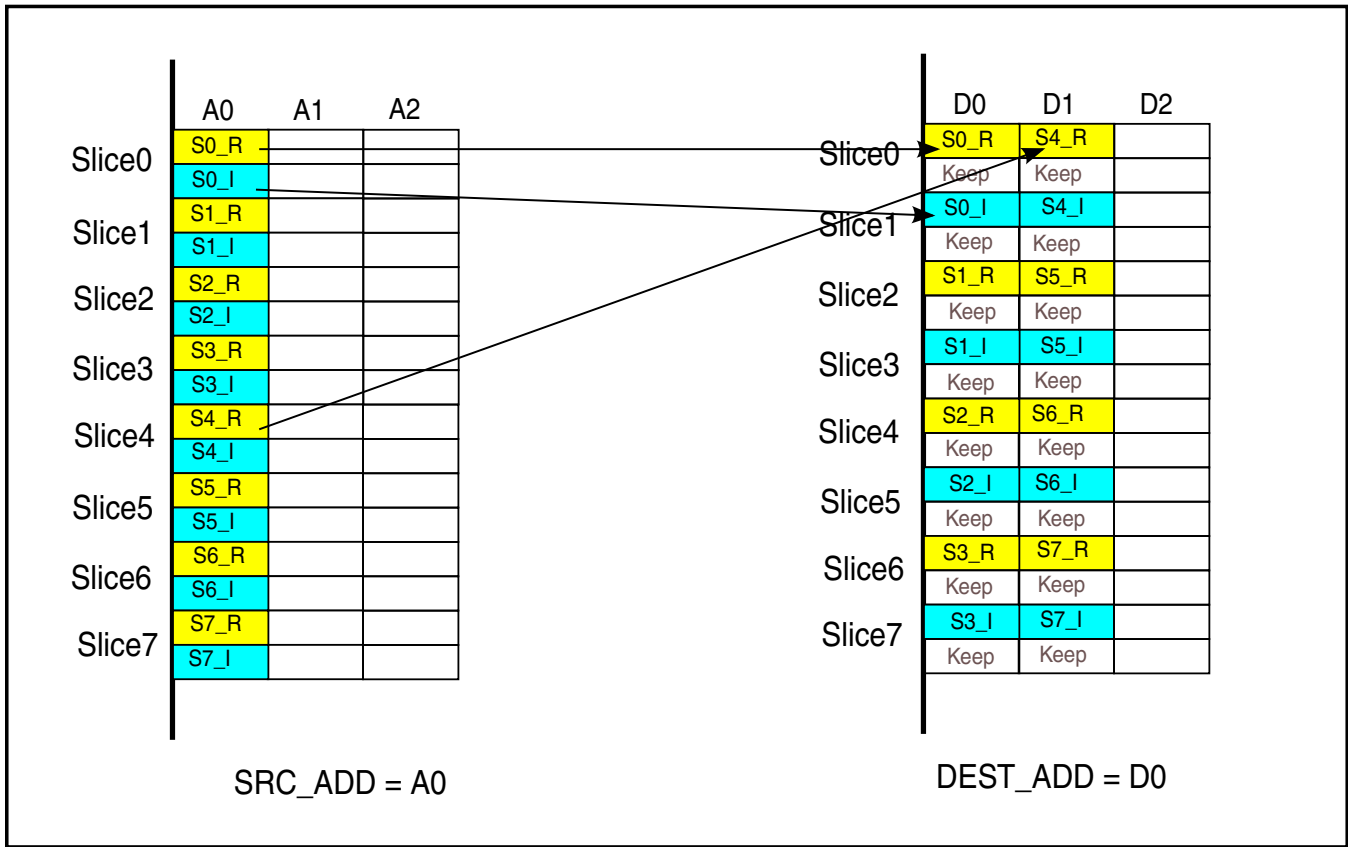 A0 A1 A2
Slice0 S0_R
S0_I
Slice1 S1_R
S1_I
Slice2 S2_R
S2_I
Slice3 S3_R
S3_I
Slice4 S4_R
S4_I
Slice5 S5_R
S5_I
Slice6 S6_R
S6_I
Slice7 S7_R
S7_I
SRC_ADD = A0
D0 D1 D2
Slice0 S0_R S4_R
Keep Keep
Slice1 S0_I S4_I
Keep Keep
Slice2 S1_R S5_R
Keep Keep
Slice3 S1_I S5_I
Keep Keep
Slice4 S2_R S6_R
Keep Keep
Slice5 S2_I S6_I
Keep Keep
Slice6 S3_R S7_R
Keep Keep
Slice7 S3_I S7_I
Keep Keep
DEST_ADD = D0